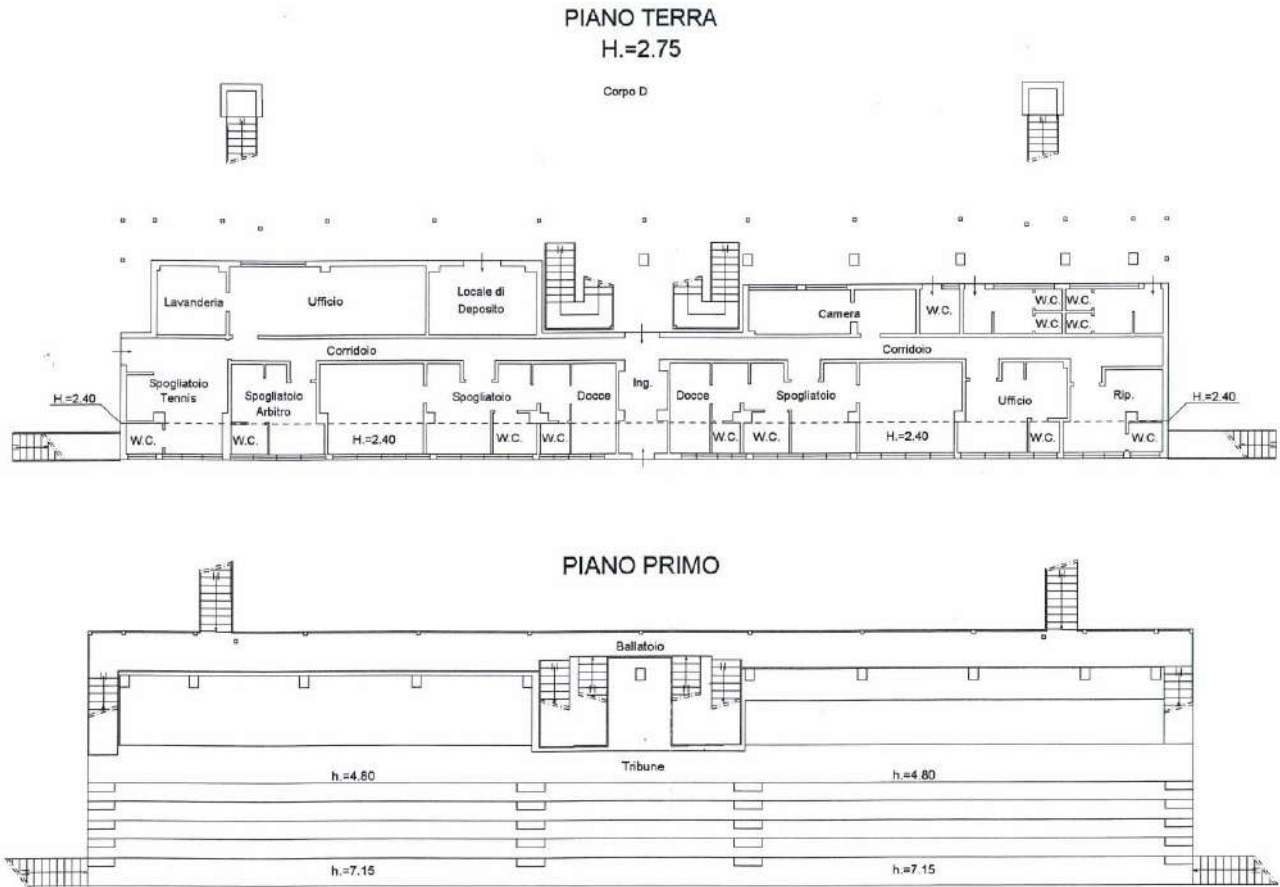 PIANO TERRA
H.=2.75
Corpo D
Lavanderia
Ufficio
Locale di
Deposito
Camera
W.C.
W.C.
W.C.
W.C.
W.C.
Corridoio
Corridoio
Spogliatoio
Tennis
Spogliatoio
Arbitro
Spogliatoio
Docce
Ing.
Docce
Spogliatoio
Ufficio
Rip.
H.=2.40
H.=2.40
W.C.
W.C.
H.=2.40
W.C.
W.C.
W.C.
W.C.
H.=2.40
W.C.
W.C.
PIANO PRIMO
Ballatoio
Tribune
h.=4.80
h.=4.80
h.=7.15
h.=7.15